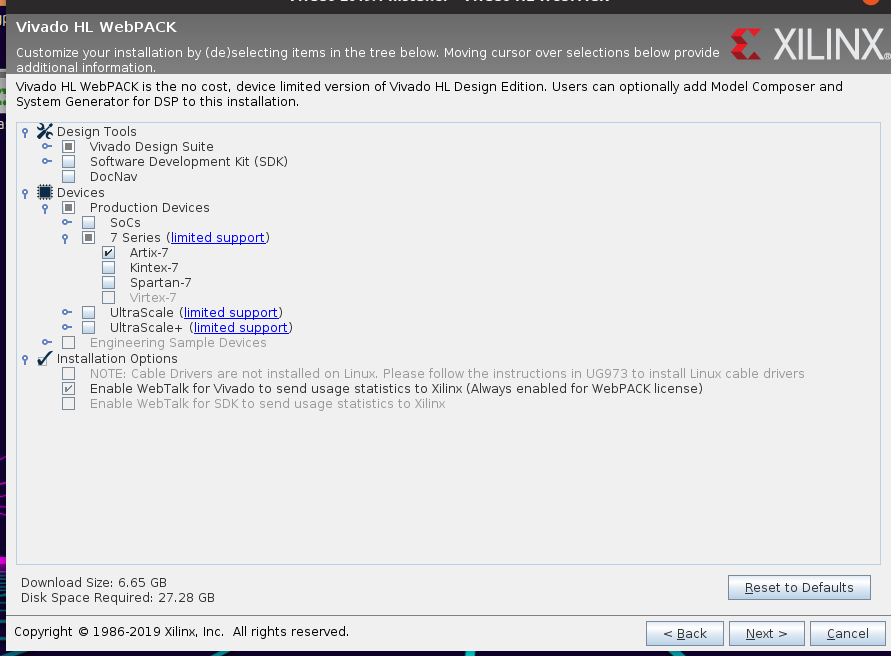 Vivado HL WebPACK
Customize your installation by (de)selecting items in the tree below. Moving cursor over selections below provide
additional information.
XILINX®
Vivado HL WebPACK is the no cost, device limited version of Vivado HL Design Edition. Users can optionally add Model Composer and
System Generator for DSP to this installation.
Design Tools
Vivado Design Suite
Software Development Kit (SDK)
DocNav
Devices
Production Devices
SoCs
7 Series (limited support)
Artix-7
Kintex-7
Spartan-7
Virtex-7
UltraScale (limited support)
UltraScale+ (limited support)
Engineering Sample Devices
Installation Options
NOTE: Cable Drivers are not installed on Linux. Please follow the instructions in UG973 to install Linux cable drivers
Enable WebTalk for Vivado to send usage statistics to Xilinx (Always enabled for WebPACK license)
Enable WebTalk for SDK to send usage statistics to Xilinx
Download Size: 6.65 GB
Disk Space Required: 27.28 GB
Reset to Defaults
Copyright © 1986-2019 Xilinx, Inc. All rights reserved.
< Back
Next >
Cancel